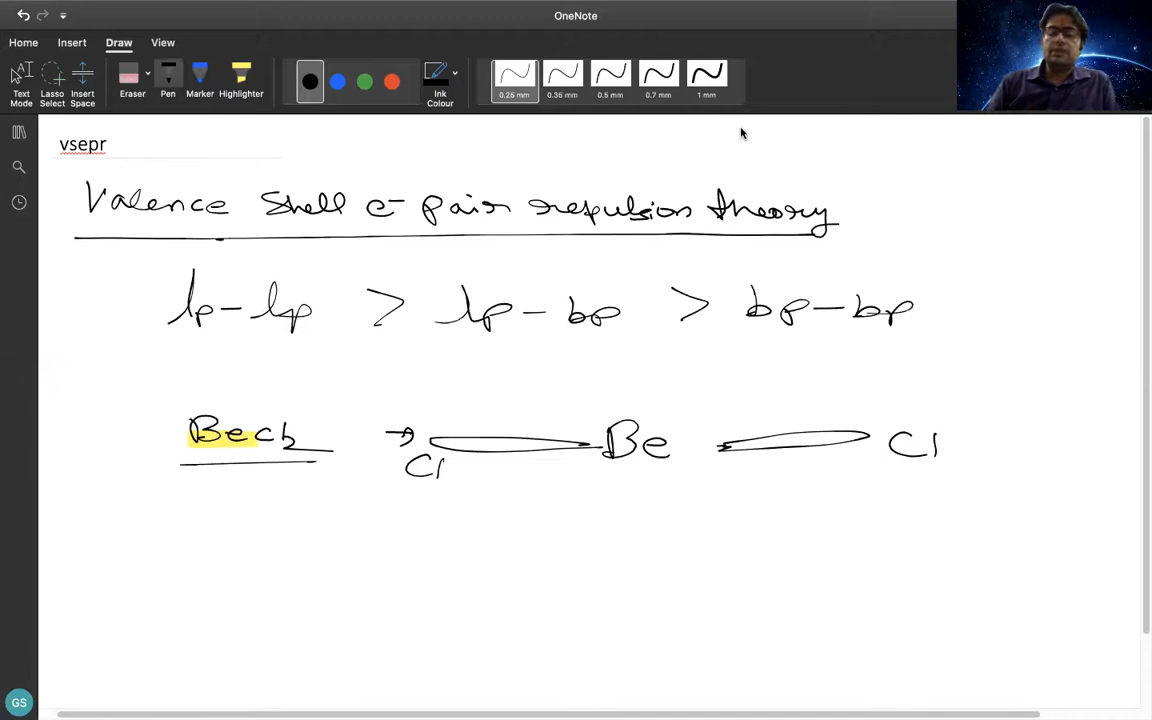 OneNote
Home Insert Draw View
Text Mode Lasso Select Insert Space Eraser Pen Marker Highlighter Ink Colour 0.25 mm 0.35 mm 0.5 mm 0.7 mm 1 mm
vsepr
Valence Shell e- pair repulsion theory
lp-lp > lp-bp > bp-bp
BeCl2 → Cl Be Cl
GS